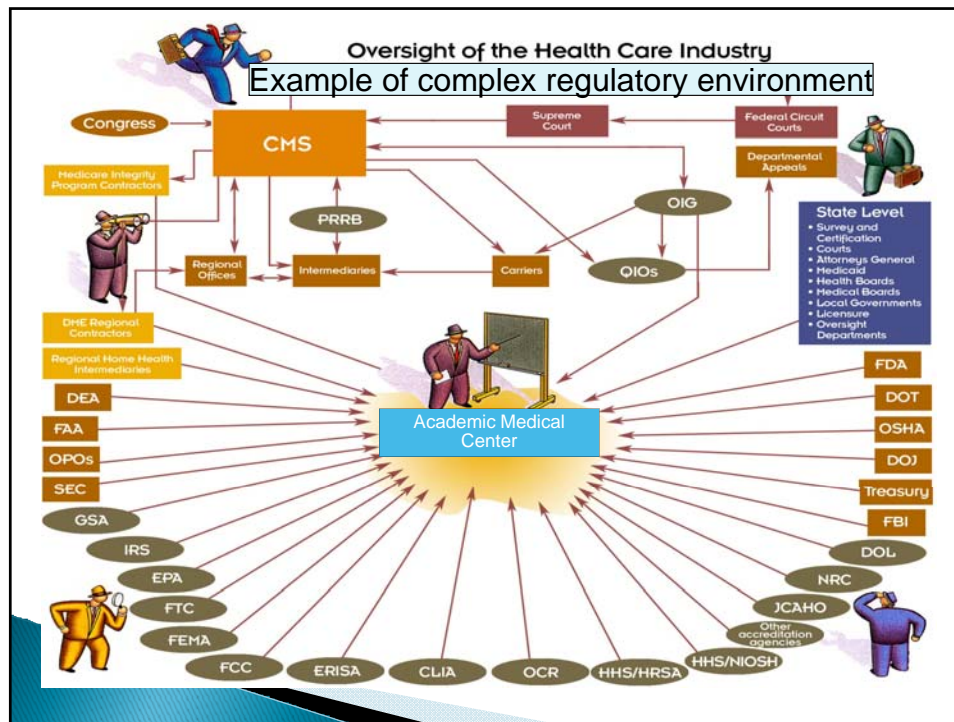 Oversight of the Health Care Industry
Example of complex regulatory environment
Congress
CMS
Supreme
Court
Federal Circuit
Courts
Departmental
Appeals
Medicare Integrity
Program Contractors
PRRB
OIG
State Level
• Survey and
Certification
• Courts
• Attorneys General
• Medicaid
• Health Boards
• Medical Boards
• Local Governments
• Licensure
• Oversight
Departments
Regional
Offices
Intermediaries
Carriers
QIOs
DME Regional
Contractors
Regional Home Health
Intermediaries
DEA
FAA
OPOs
SEC
GSA
IRS
EPA
FTC
FEMA
FCC
ERISA
CLIA
OCR
HHS/HRSA
HHS/NIOSH
Other
accreditation
agencies
JCAHO
NRC
DOL
FBI
Treasury
DOJ
OSHA
DOT
FDA
Academic Medical
Center